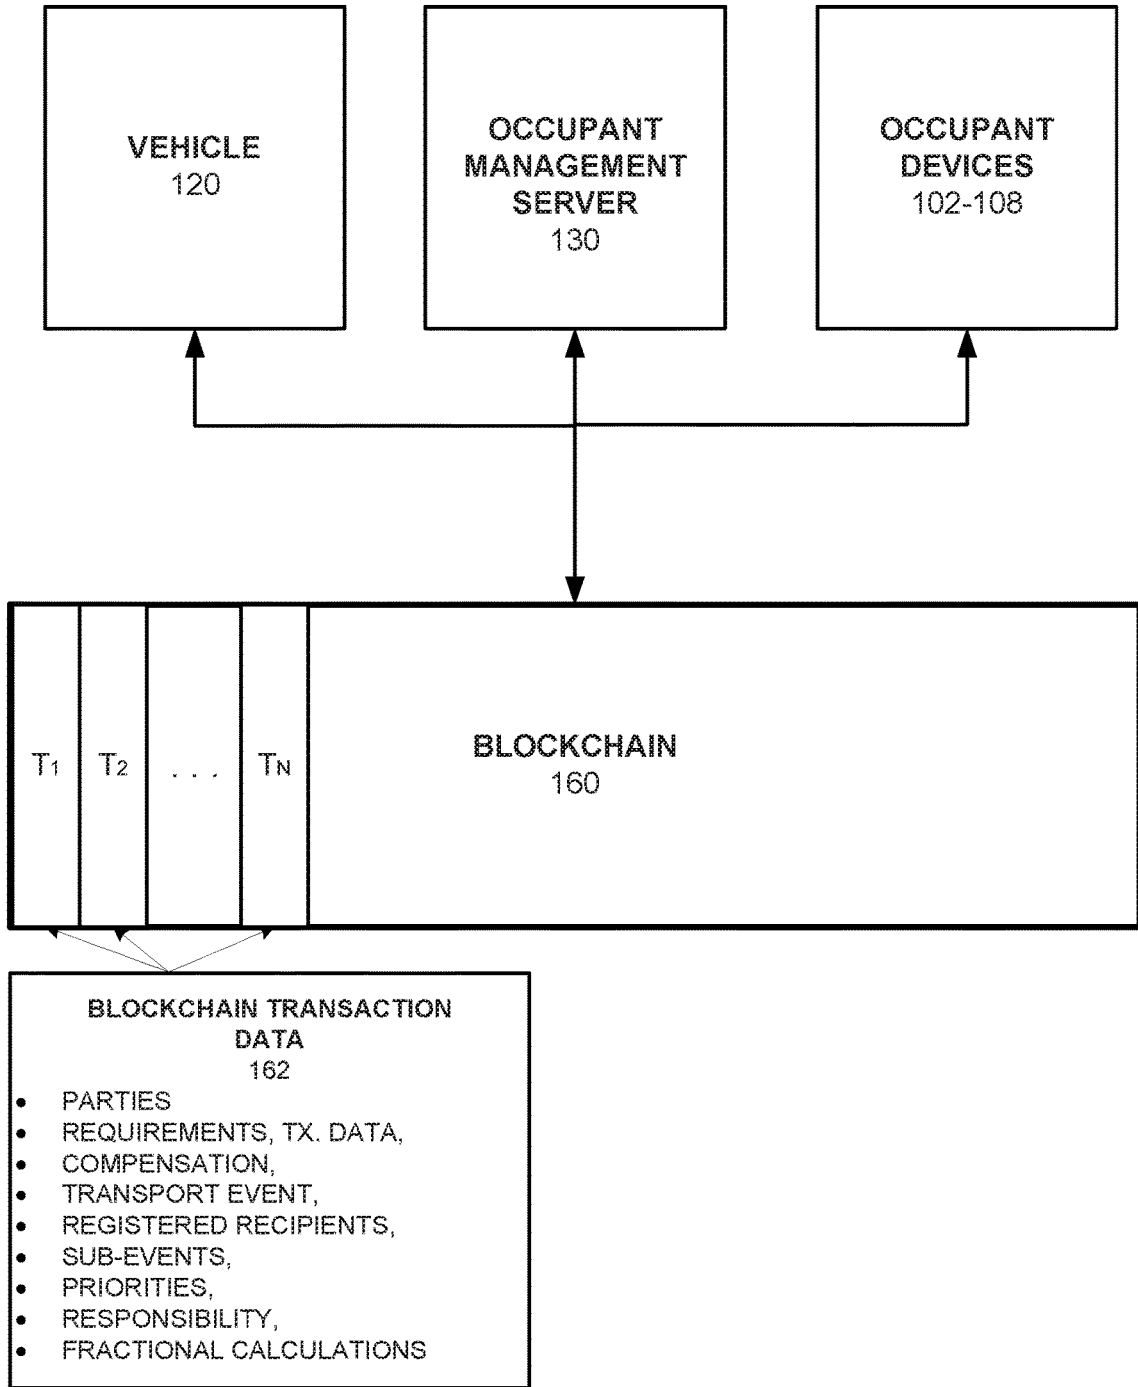 VEHICLE
120
OCCUPANT
MANAGEMENT
SERVER
130
OCCUPANT
DEVICES
102-108
T1
T2
. . .
TN
BLOCKCHAIN
160
BLOCKCHAIN TRANSACTION
DATA
162
• PARTIES
• REQUIREMENTS, TX. DATA,
• COMPENSATION,
• TRANSPORT EVENT,
• REGISTERED RECIPIENTS,
• SUB-EVENTS,
• PRIORITIES,
• RESPONSIBILITY,
• FRACTIONAL CALCULATIONS